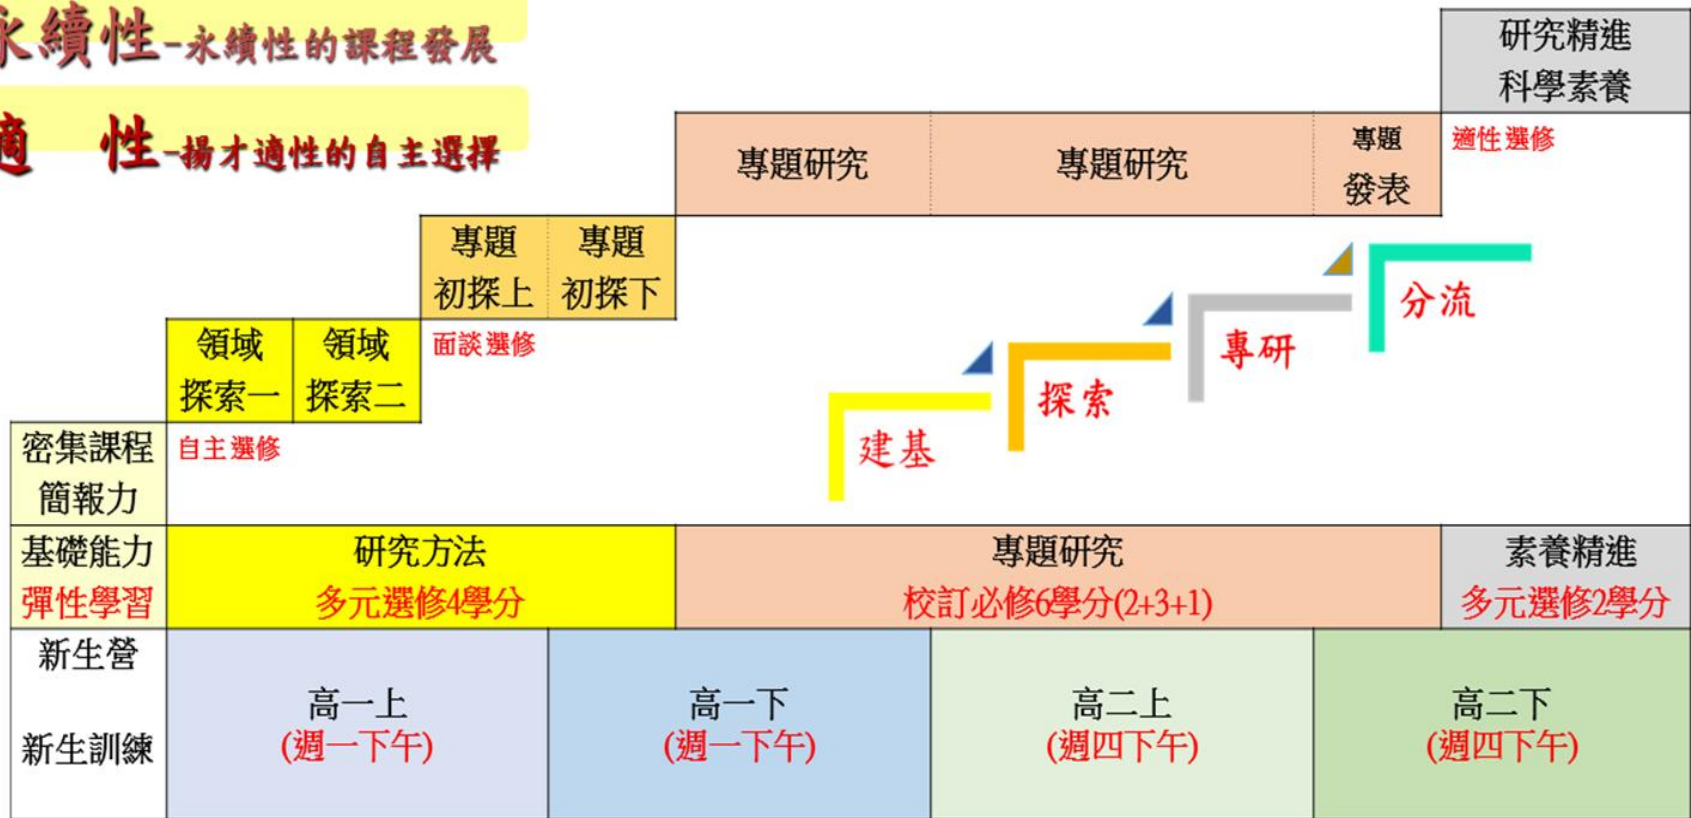 永續性-永續性的課程發展
適 性-揚才適性的自主選擇
研究精進
科學素養
專題研究
專題研究
專題
發表
適性選修
專題
初探上
專題
初探下
領域
探索一
領域
探索二
面談選修
密集課程
簡報力
自主選修
建基
探索
專研
分流
基礎能力
彈性學習
研究方法
多元選修4學分
專題研究
校訂必修6學分(2+3+1)
素養精進
多元選修2學分
新生營
新生訓練
高一上
(週一下午)
高一下
(週一下午)
高二上
(週四下午)
高二下
(週四下午)